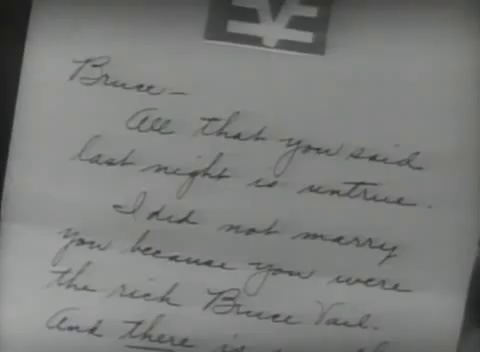 Bruce—
All that you said
last night is untrue.
I did not marry
you because you were
the rich Bruce Vail.
And there is